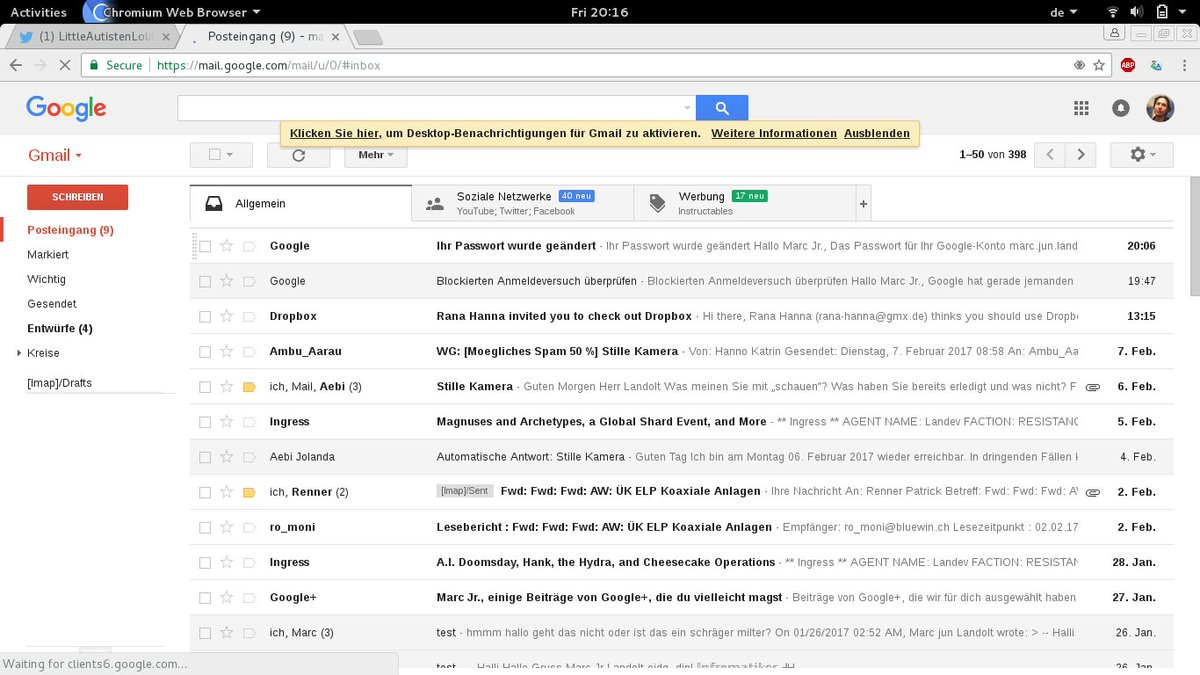 Activities Chromium Web Browser Fri 20:16 de
(1) LittleAutistenLo Posteingang (9) - ma
Secure https://mail.google.com/mail/u/0/#inbox ABP
Google
Klicken Sie hier, um Desktop-Benachrichtigungen für Gmail zu aktivieren. Weitere Informationen Ausblenden
Gmail Mehr 1–50 von 398
SCHREIBEN
Posteingang (9)
Markiert
Wichtig
Gesendet
Entwürfe (4)
Kreise
[Imap]/Drafts
Allgemein
Soziale Netzwerke 40 neu
YouTube; Twitter; Facebook
Werbung 17 neu
Instructables
+
Google Ihr Passwort wurde geändert - Ihr Passwort wurde geändert Hallo Marc Jr., Das Passwort für Ihr Google-Konto marc.jun.land 20:06
Google Blockierten Anmeldeversuch überprüfen - Blockierten Anmeldeversuch überprüfen Hallo Marc Jr., Google hat gerade jemanden 19:47
Dropbox Rana Hanna invited you to check out Dropbox - Hi there, Rana Hanna (rana-hanna@gmx.de) thinks you should use Dropb 13:15
Ambu_Aarau WG: [Moegliches Spam 50 %] Stille Kamera - Von: Hanno Katrin Gesendet: Dienstag, 7. Februar 2017 08:58 An: Ambu_Aa 7. Feb.
ich, Mail, Aebi (3) Stille Kamera - Guten Morgen Herr Landolt Was meinen Sie mit „schauen“? Was haben Sie bereits erledigt und was nicht? F 6. Feb.
Ingress Magnuses and Archetypes, a Global Shard Event, and More - ** Ingress ** AGENT NAME: Landev FACTION: RESISTANC 5. Feb.
Aebi Jolanda Automatische Antwort: Stille Kamera - Guten Tag Ich bin am Montag 06. Februar 2017 wieder erreichbar. In dringenden Fällen 4. Feb.
ich, Renner (2) [Imap]/Sent Fwd: Fwd: Fwd: AW: ÜK ELP Koaxiale Anlagen - Ihre Nachricht An: Renner Patrick Betreff: Fwd: Fwd: Fwd: A 2. Feb.
ro_moni Lesebericht : Fwd: Fwd: Fwd: AW: ÜK ELP Koaxiale Anlagen - Empfänger: ro_moni@bluewin.ch Lesezeitpunkt : 02.02.17 2. Feb.
Ingress A.I. Doomsday, Hank, the Hydra, and Cheesecake Operations - ** Ingress ** AGENT NAME: Landev FACTION: RESISTAN 28. Jan.
Google+ Marc Jr., einige Beiträge von Google+, die du vielleicht magst - Beiträge von Google+, die wir für dich ausgewählt haben 27. Jan.
ich, Marc (3) test - hmmm hallo geht das nicht oder ist das ein schräger milter? On 01/26/2017 02:52 AM, Marc jun Landolt wrote: > -- Halli 26. Jan.
test Halli Hallo Gruss Marc Jr Landolt eidg. dipl Informatiker dH 26. Jan.
Waiting for clients6.google.com...